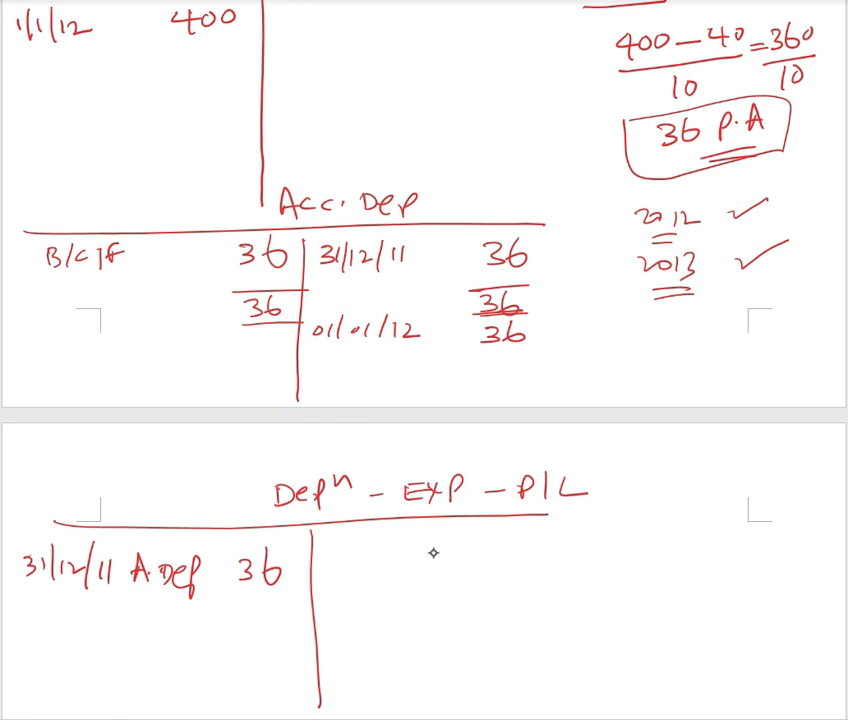 1/1/12 400
400 - 40 = 360
10 10
36 P.A
Acc. Dep
2012
B/C/F 36 31/12/11 36
2013
36 36
01/01/12 36
Depn - EXP - P/L
31/12/11 A.Dep 36